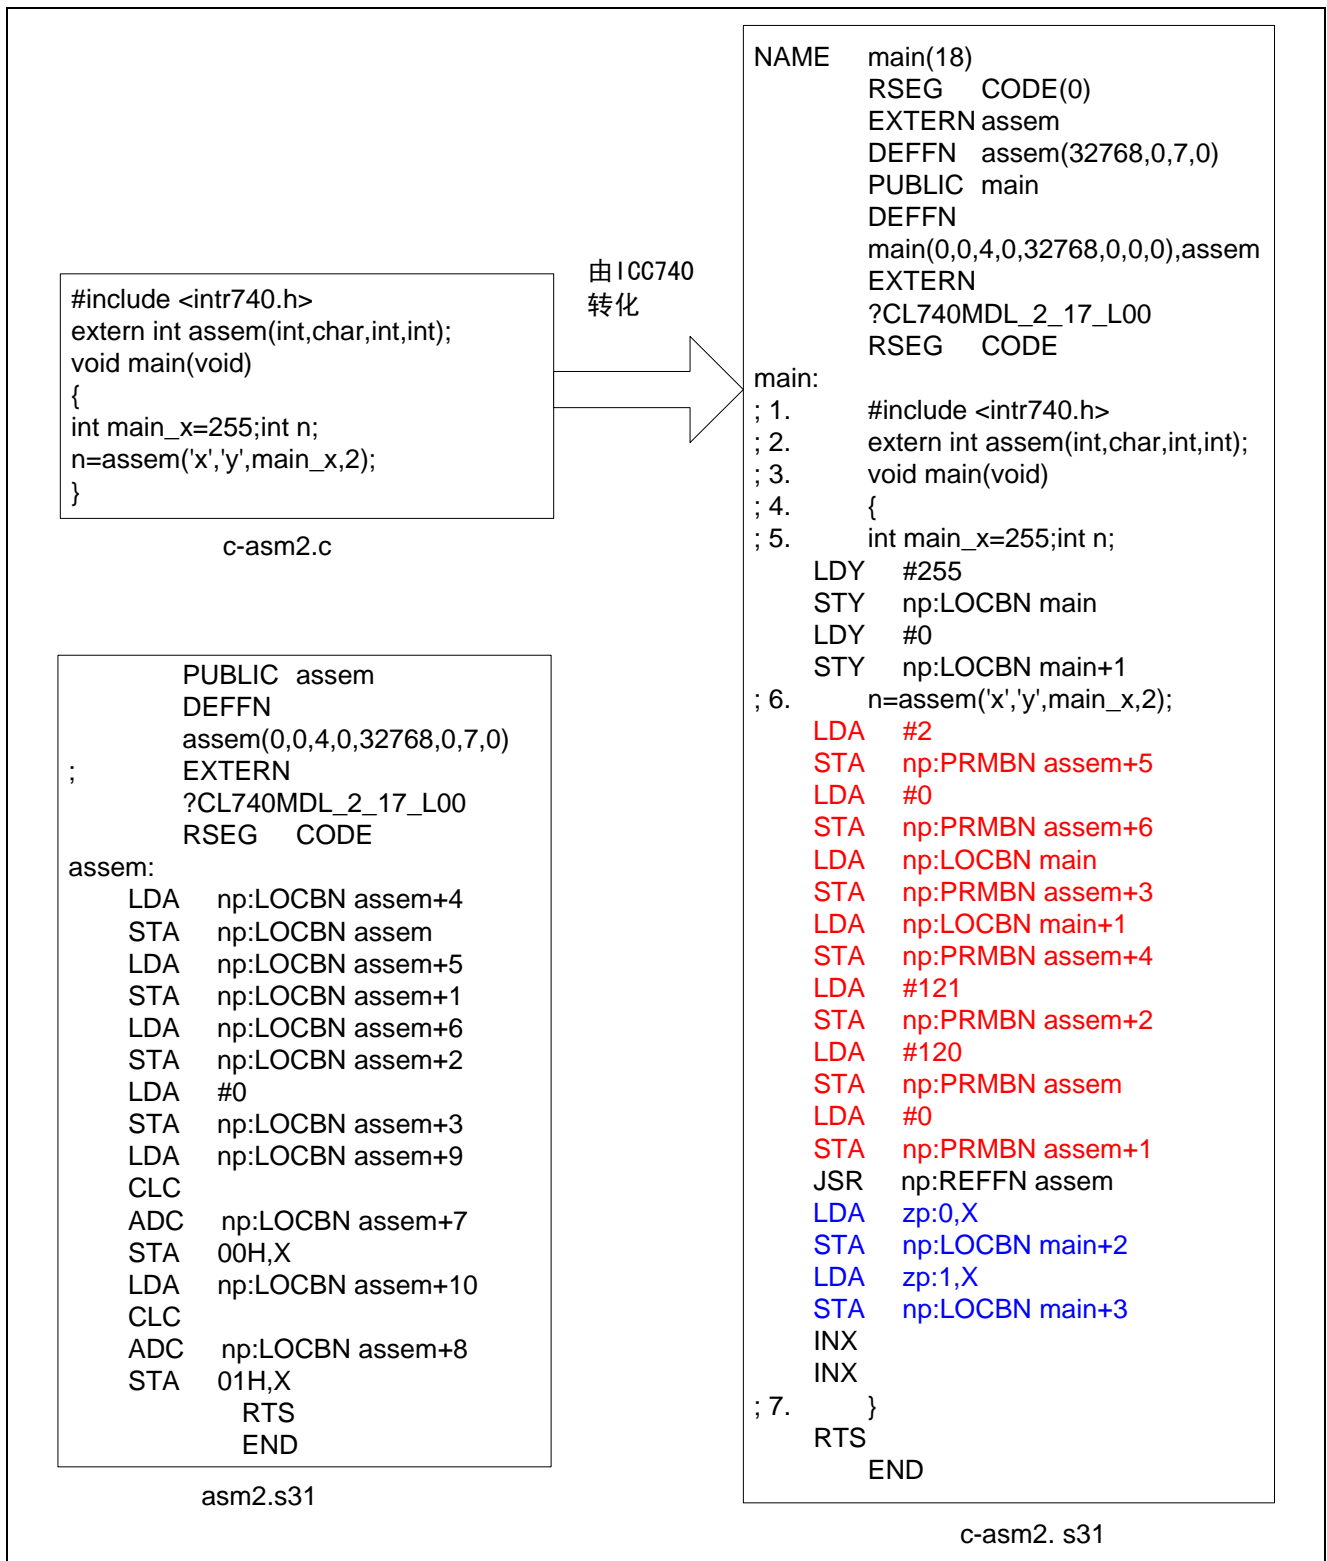 #include <intr740.h>
extern int assem(int,char,int,int);
void main(void)
{
int main_x=255;int n;
n=assem('x','y',main_x,2);
}
c-asm2.c
由ICC740
转化
PUBLIC assem
DEFFN
assem(0,0,4,0,32768,0,7,0)
; EXTERN
?CL740MDL_2_17_L00
RSEG CODE
assem:
LDA np:LOCBN assem+4
STA np:LOCBN assem
LDA np:LOCBN assem+5
STA np:LOCBN assem+1
LDA np:LOCBN assem+6
STA np:LOCBN assem+2
LDA #0
STA np:LOCBN assem+3
LDA np:LOCBN assem+9
CLC
ADC np:LOCBN assem+7
STA 00H,X
LDA np:LOCBN assem+10
CLC
ADC np:LOCBN assem+8
STA 01H,X
RTS
END
asm2.s31
NAME main(18)
RSEG CODE(0)
EXTERN assem
DEFFN assem(32768,0,7,0)
PUBLIC main
DEFFN
main(0,0,4,0,32768,0,0,0),assem
EXTERN
?CL740MDL_2_17_L00
RSEG CODE
main:
; 1. #include <intr740.h>
; 2. extern int assem(int,char,int,int);
; 3. void main(void)
; 4. {
; 5. int main_x=255;int n;
LDY #255
STY np:LOCBN main
LDY #0
STY np:LOCBN main+1
; 6. n=assem('x','y',main_x,2);
LDA #2
STA np:PRMBN assem+5
LDA #0
STA np:PRMBN assem+6
LDA np:LOCBN main
STA np:PRMBN assem+3
LDA np:LOCBN main+1
STA np:PRMBN assem+4
LDA #121
STA np:PRMBN assem+2
LDA #120
STA np:PRMBN assem
LDA #0
STA np:PRMBN assem+1
JSR np:REFFN assem
LDA zp:0,X
STA np:LOCBN main+2
LDA zp:1,X
STA np:LOCBN main+3
INX
INX
; 7. }
RTS
END
c-asm2. s31